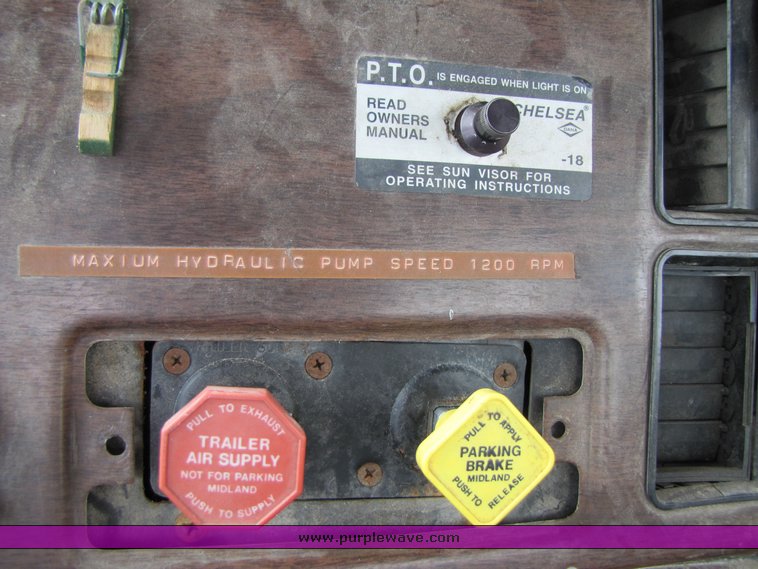 P.T.O. IS ENGAGED WHEN LIGHT IS ON
READ
OWNERS
MANUAL
CHELSEA®
DANA
-18
SEE SUN VISOR FOR
OPERATING INSTRUCTIONS
MAXIUM HYDRAULIC PUMP SPEED 1200 RPM
PULL TO EXHAUST
TRAILER
AIR SUPPLY
NOT FOR PARKING
MIDLAND
PUSH TO SUPPLY
PULL TO APPLY
PARKING
BRAKE
MIDLAND
PUSH TO RELEASE
www.purplewave.com